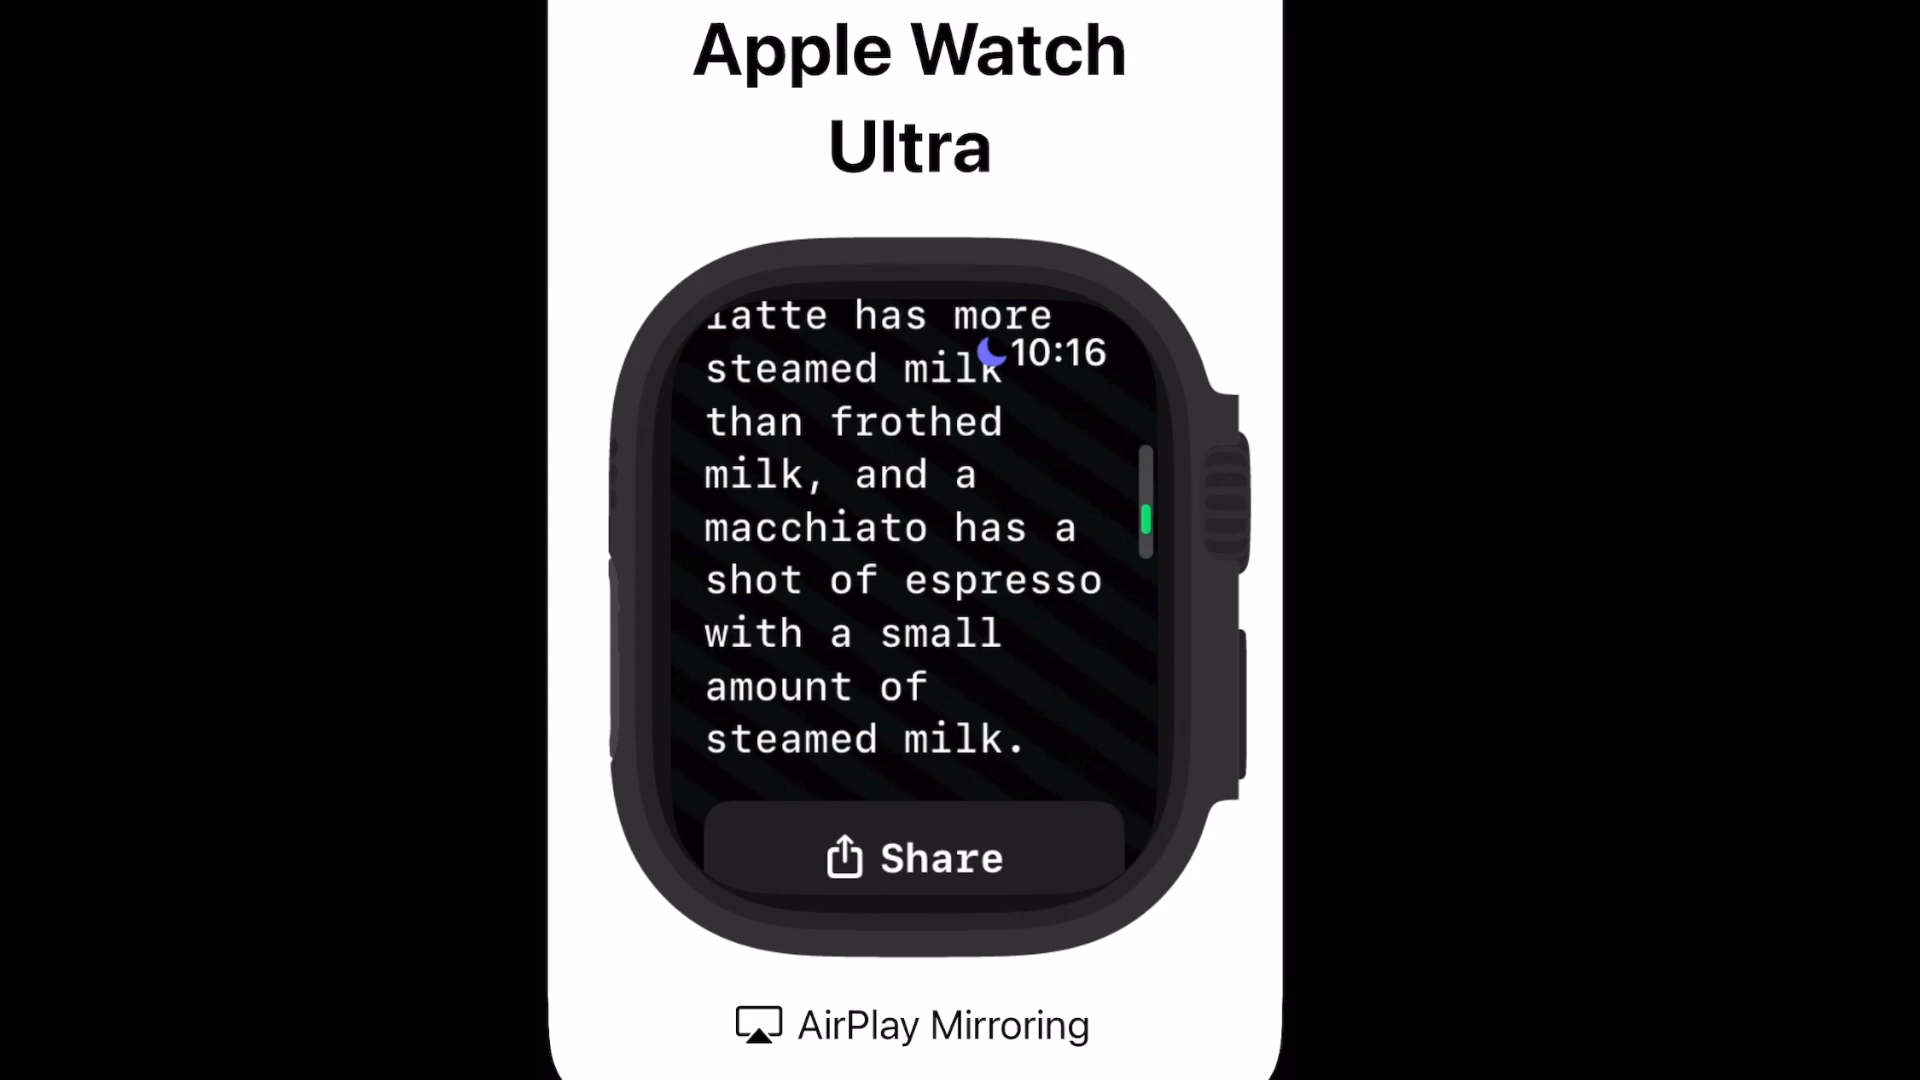 Apple Watch
Ultra
latte has more
10:16
steamed milk
than frothed
milk, and a
macchiato has a
shot of espresso
with a small
amount of
steamed milk.
Share
AirPlay Mirroring